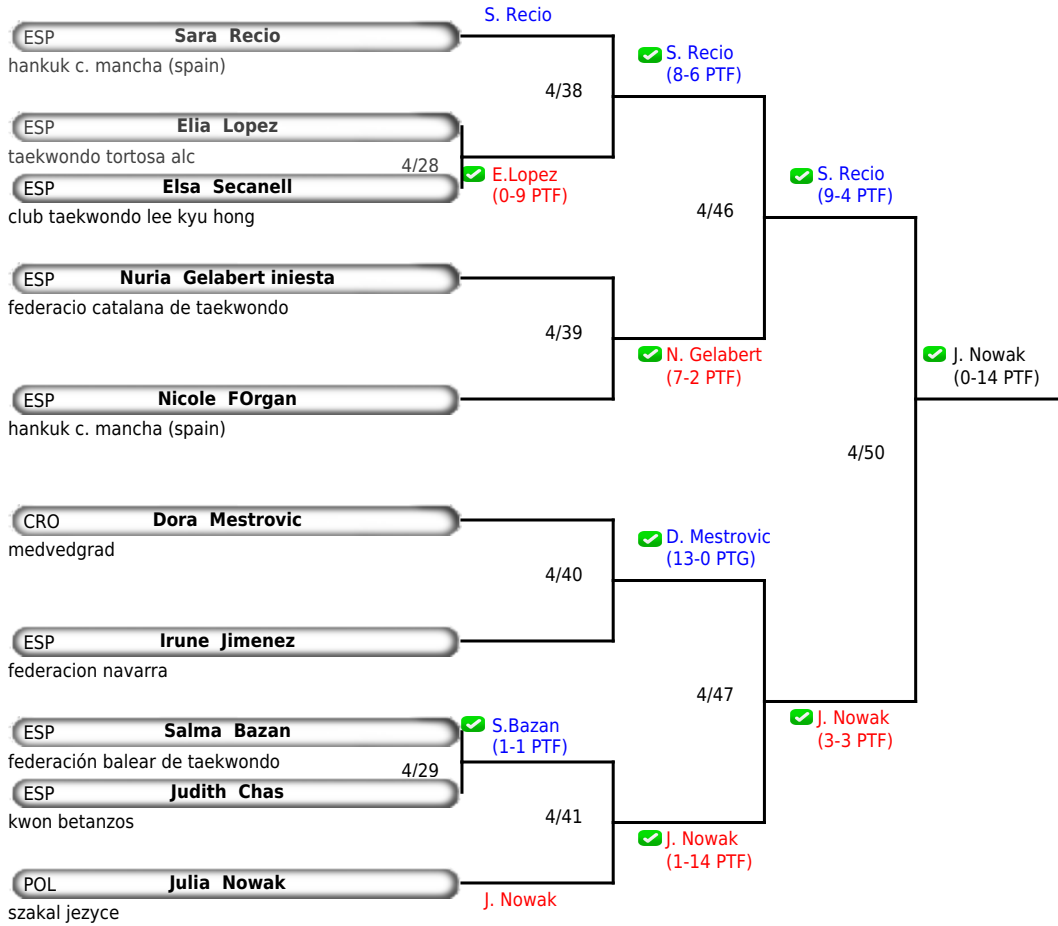 S. Recio
ESP Sara Recio
hankuk c. mancha (spain)
S. Recio
(8-6 PTF)
4/38
ESP Elia Lopez
taekwondo tortosa alc
4/28
E.Lopez
(0-9 PTF)
ESP Elsa Secanell
club taekwondo lee kyu hong
S. Recio
(9-4 PTF)
4/46
ESP Nuria Gelabert iniesta
federacio catalana de taekwondo
4/39
N. Gelabert
(7-2 PTF)
J. Nowak
(0-14 PTF)
ESP Nicole FOrgan
hankuk c. mancha (spain)
4/50
CRO Dora Mestrovic
medvedgrad
D. Mestrovic
(13-0 PTG)
4/40
ESP Irune Jimenez
federacion navarra
4/47
J. Nowak
(3-3 PTF)
ESP Salma Bazan
federación balear de taekwondo
S.Bazan
(1-1 PTF)
4/29
ESP Judith Chas
kwon betanzos
4/41
J. Nowak
(1-14 PTF)
POL Julia Nowak
szakal jezyce
J. Nowak